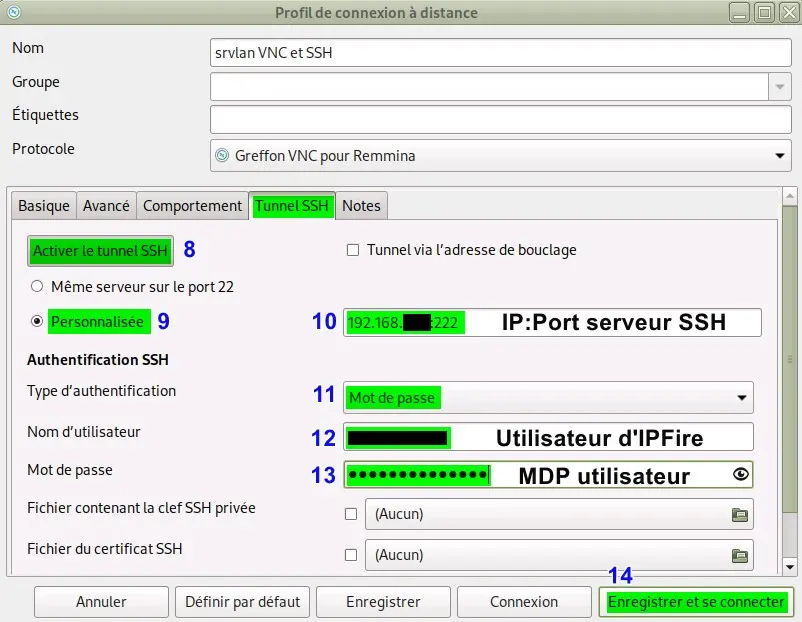 Profil de connexion à distance
Nom
srvlan VNC et SSH
Groupe
Étiquettes
Protocole
Greffon VNC pour Remmina
Basique Avancé Comportement Tunnel SSH Notes
Activer le tunnel SSH 8 Tunnel via l'adresse de bouclage
Même serveur sur le port 22
Personnalisée 9 10 192.168. :222 IP:Port serveur SSH
Authentification SSH
Type d'authentification 11 Mot de passe
Nom d'utilisateur 12 Utilisateur d'IPFire
Mot de passe 13 •••••••••••••• MDP utilisateur
Fichier contenant la clef SSH privée (Aucun)
Fichier du certificat SSH (Aucun)
14
Annuler Définir par défaut Enregistrer Connexion Enregistrer et se connecter